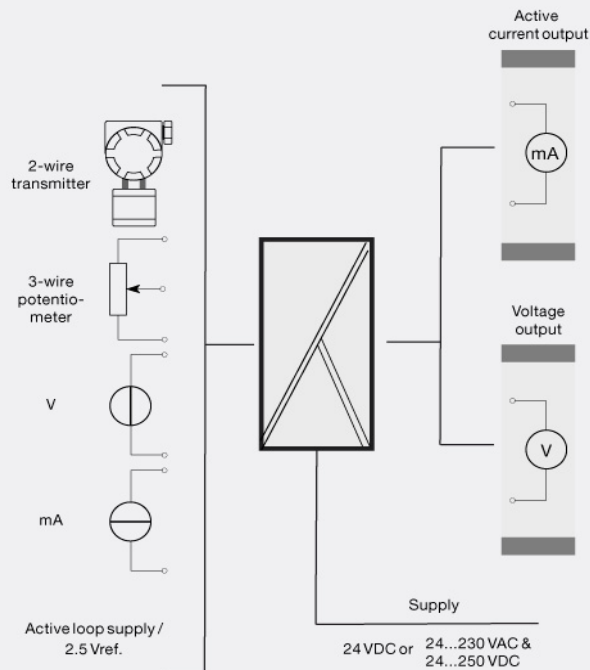 Active
current output
mA
2-wire
transmitter
3-wire
potentio-
meter
Voltage
output
V
V
mA
Active loop supply /
2.5 Vref.
Supply
24 VDC or 24...230 VAC &
24...250 VDC